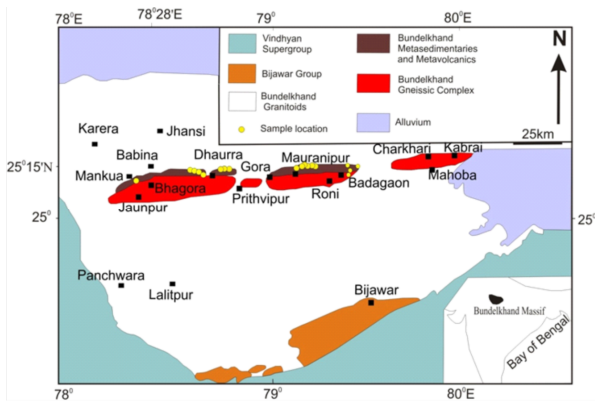 78°E
78°28'E
79°
80°E
Vindhyan
Supergroup
Bijawar Group
Bundelkhand
Granitoids
Sample location
Bundelkhand
Metasedimentaries
and Metavolcanics
Bundelkhand
Gneissic Complex
Alluvium
N
25km
Karera
Jhansi
Babina
Dhaurra
Gora
Mauranipur
Charkhari
Kabrai
25°15'N
Mankua
Bhagora
Jaunpur
Prithvipur
Roni
Badagaon
Mahoba
25°
25°
Panchwara
Lalitpur
Bijawar
Bundelkhand Massif
Bay of Bengal
78°
79°
80°E